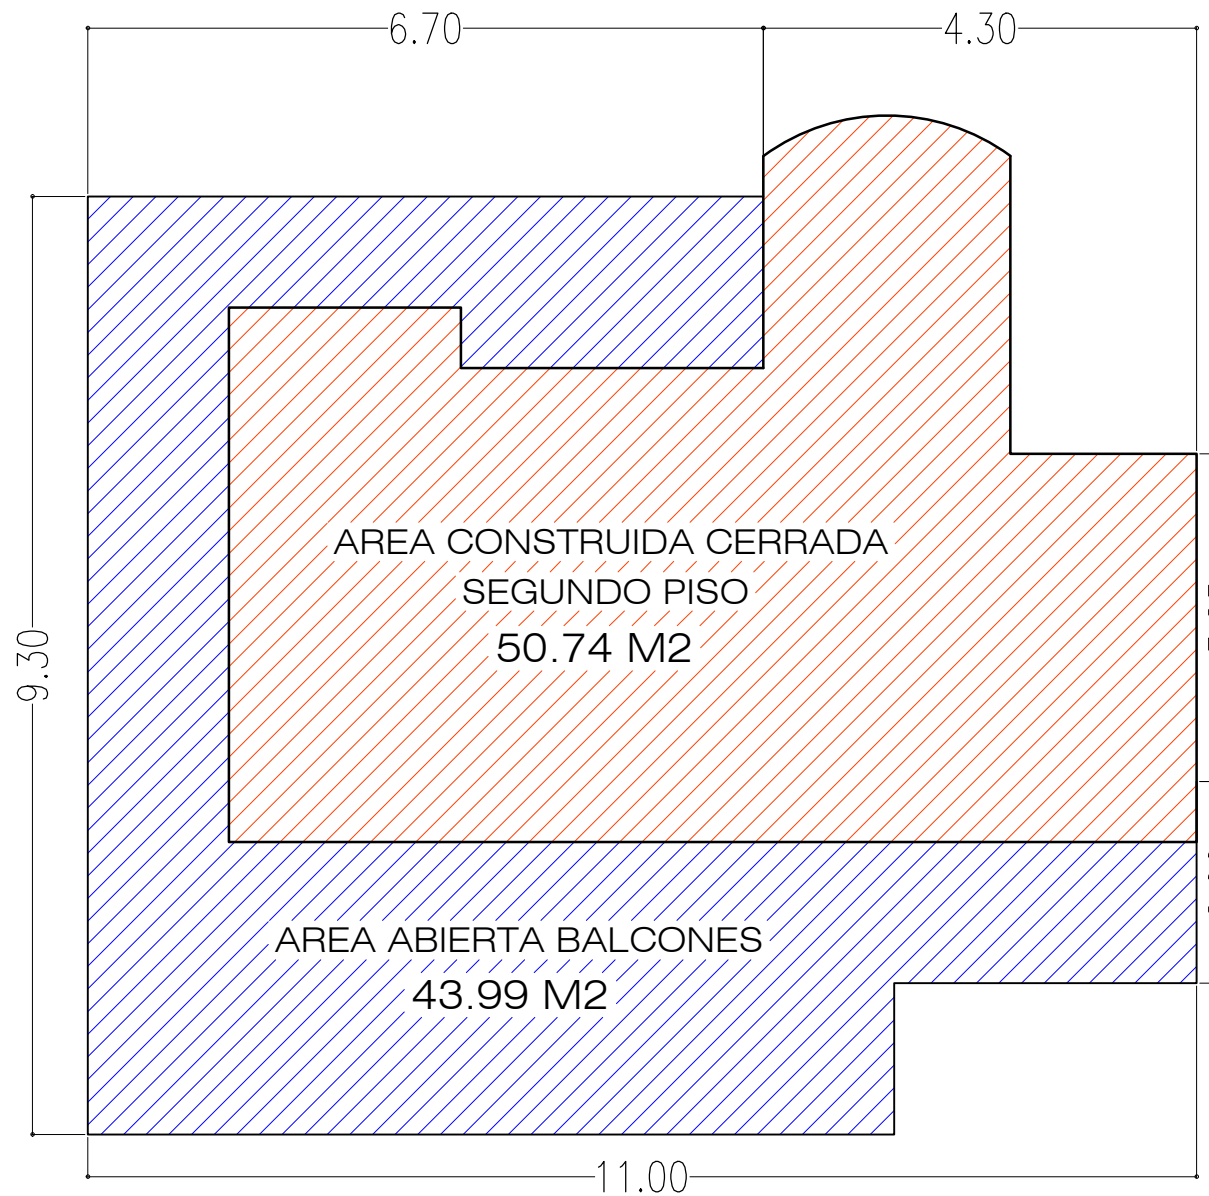 6.70
4.30
9.30
AREA CONSTRUIDA CERRADA
SEGUNDO PISO
50.74 M2
AREA ABIERTA BALCONES
43.99 M2
11.00